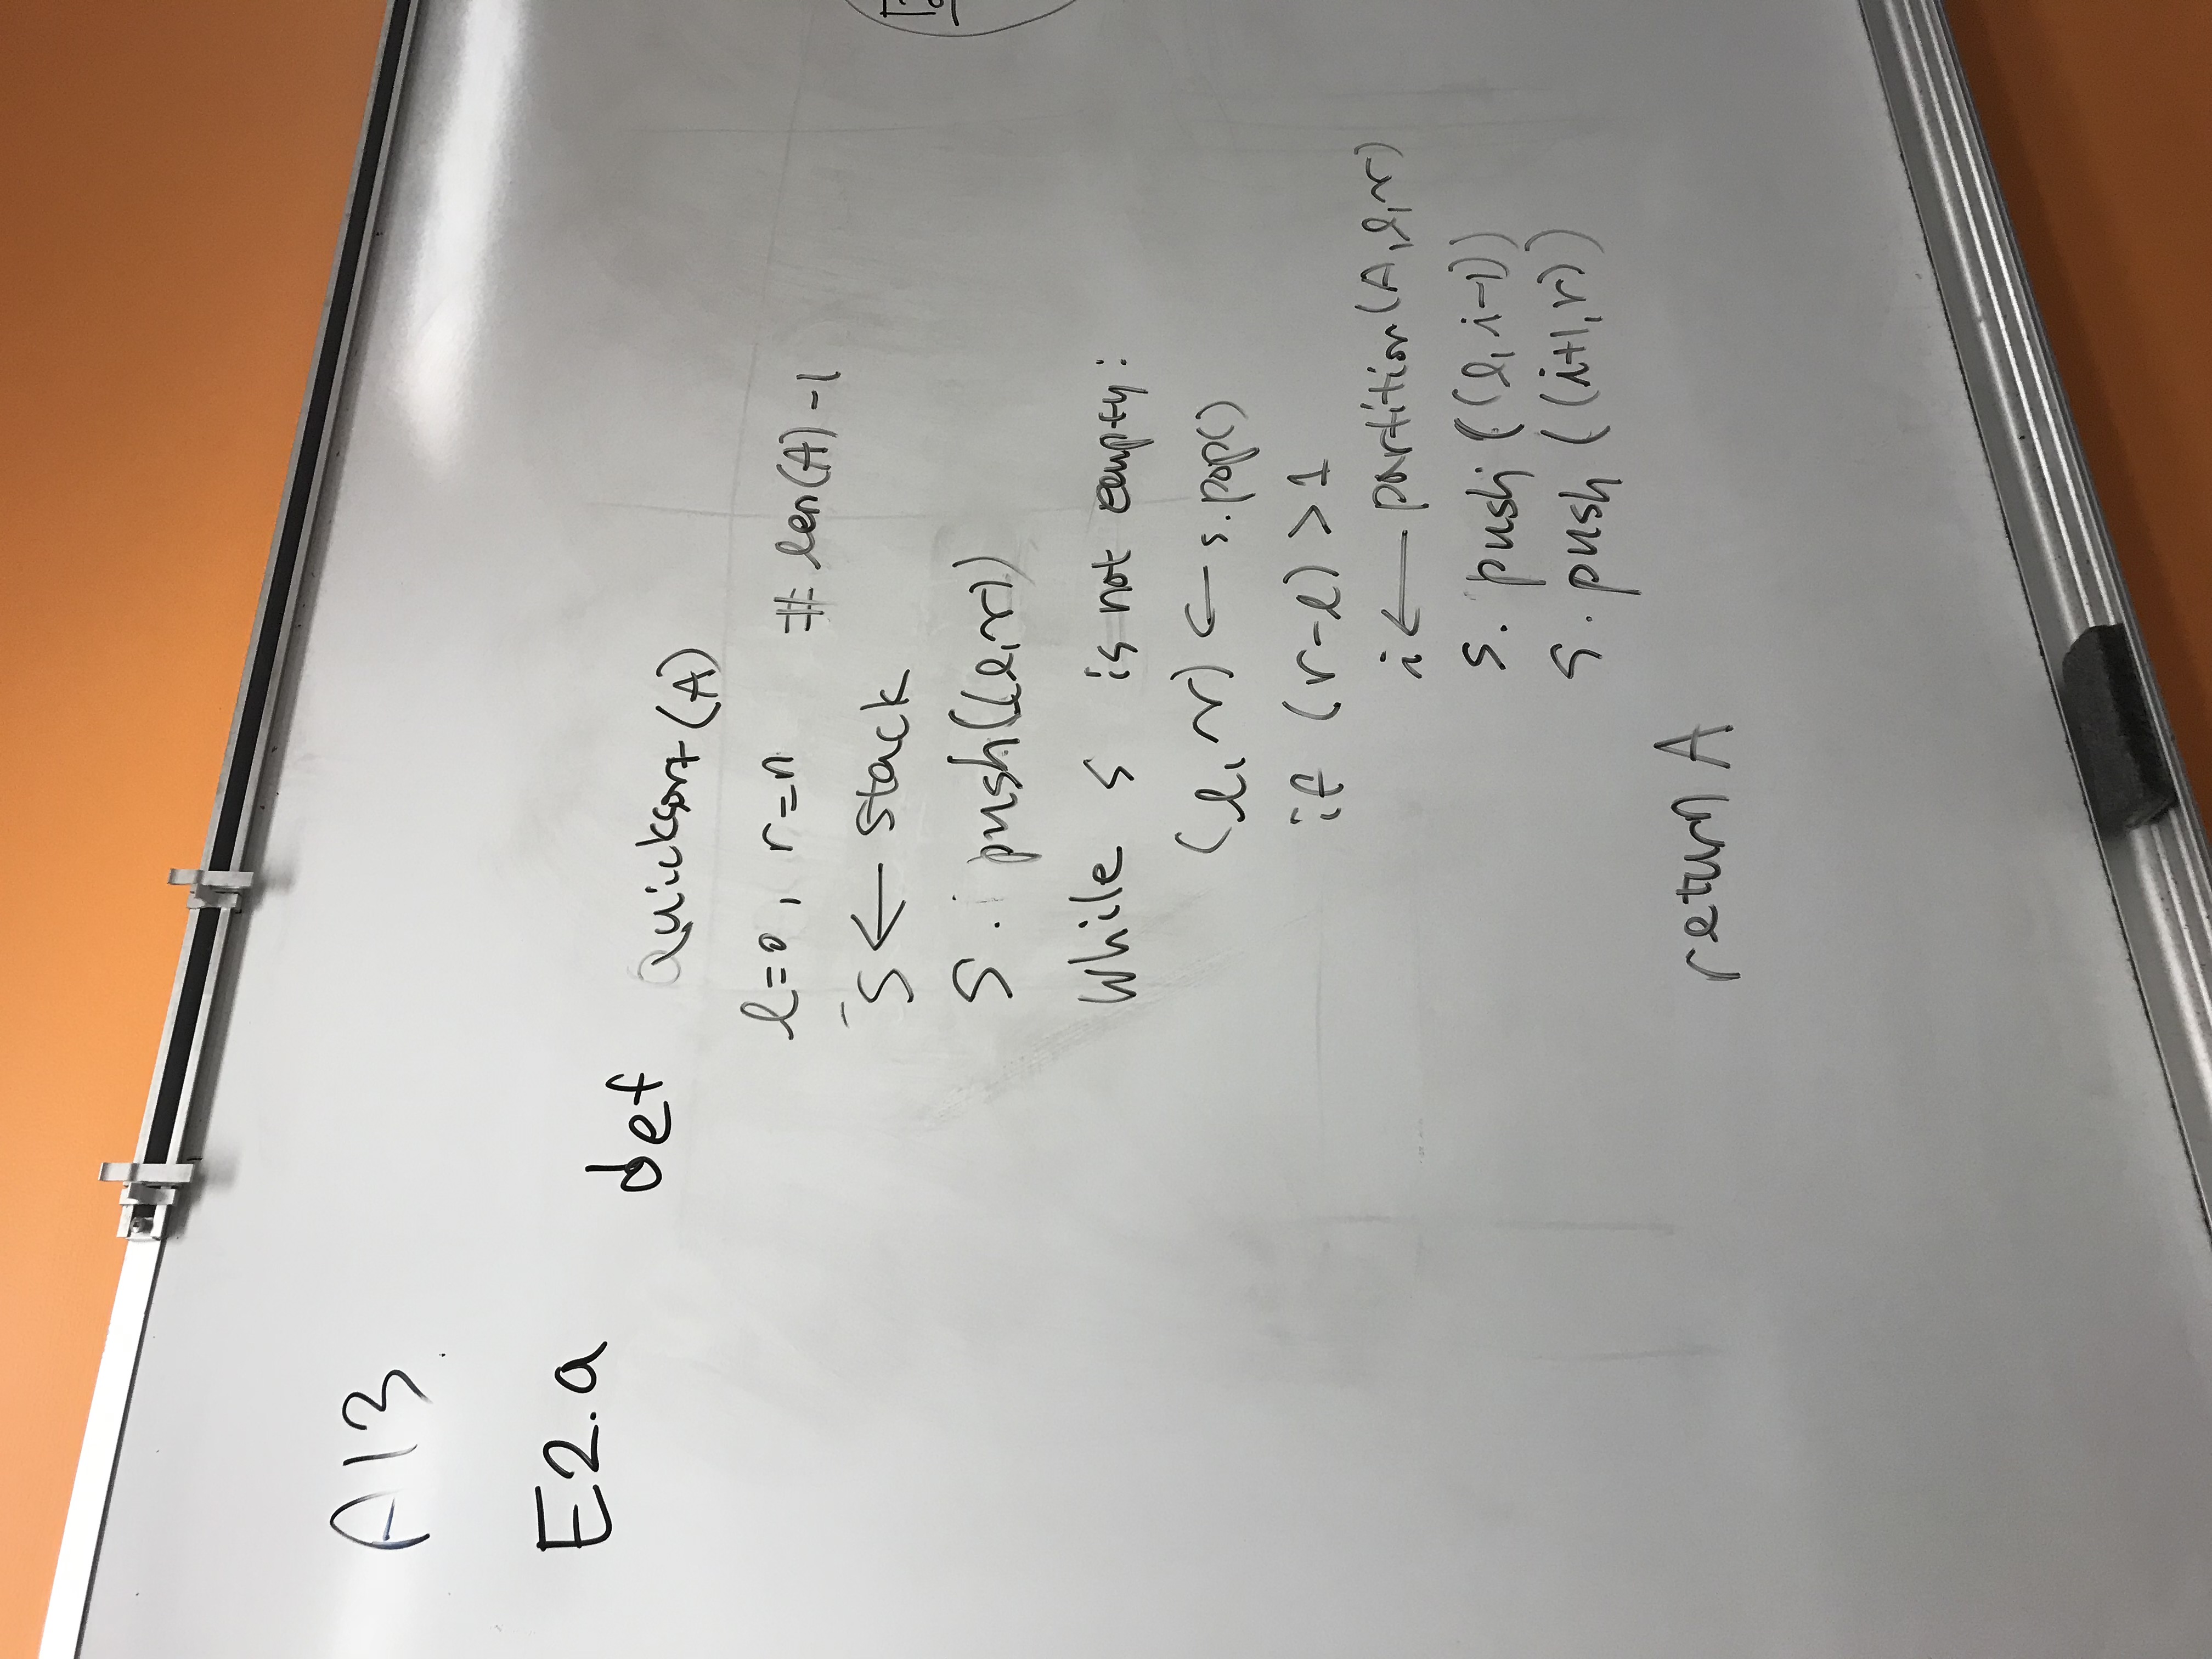 A13.
E2.a
def Quicksort(A)
l=0, r=n # len(A)-1
S ← stack
S. push((l,r))
While s is not empty:
(l, r) ← s.pop()
if (r-l) > 1
i ← partition(A,l,r)
s. push ((l, i-1))
s. push ((i+1, r))
return A